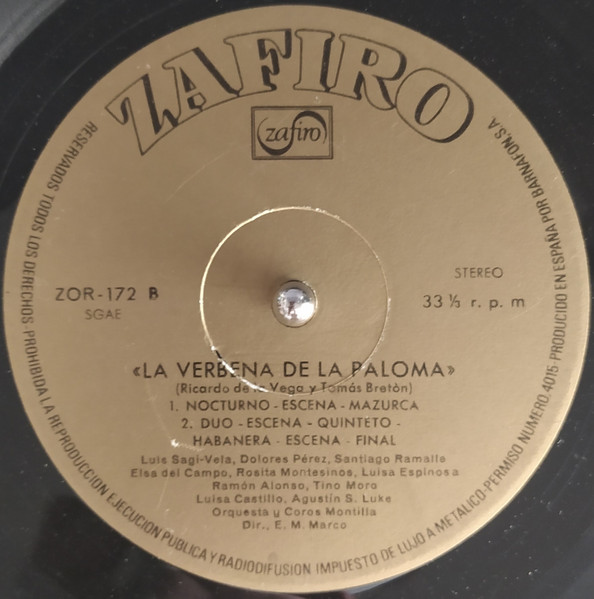 ZAFIRO
zafiro
ZOR-172 B
SGAE
STEREO
33 ⅓ r. p. m
«LA VERBENA DE LA PALOMA»
(Ricardo de la Vega y Tomás Bretòn)
1. NOCTURNO - ESCENA - MAZURCA
2. DUO - ESCENA - QUINTETO -
HABANERA - ESCENA - FINAL
Luis Sagi-Vela, Dolores Pérez, Santiago Ramalle
Elsa del Campo, Rosita Montesinos, Luisa Espinosa
Ramón Alonso, Tino Moro
Luisa Castillo, Agustin S. Luke
Orquesta y Coros Montilla
Dir., E. M. Marco
RESERVADOS TODOS LOS DERECHOS. PROHIBIDA LA REPRODUCCION EJECUCION PUBLICA Y RADIODIFUSION IMPUESTO DE LUJO A METALICO-PERMISO NUMERO 4015-PRODUCIDO EN ESPAÑA POR BARNAFON, S.A